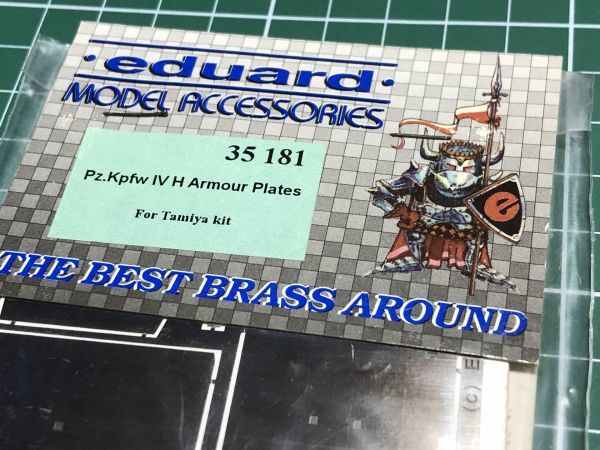 eduard
MODEL ACCESSORIES
35 181
Pz.Kpfw IV H Armour Plates
For Tamiya kit
e
THE BEST BRASS AROUND
(c) E